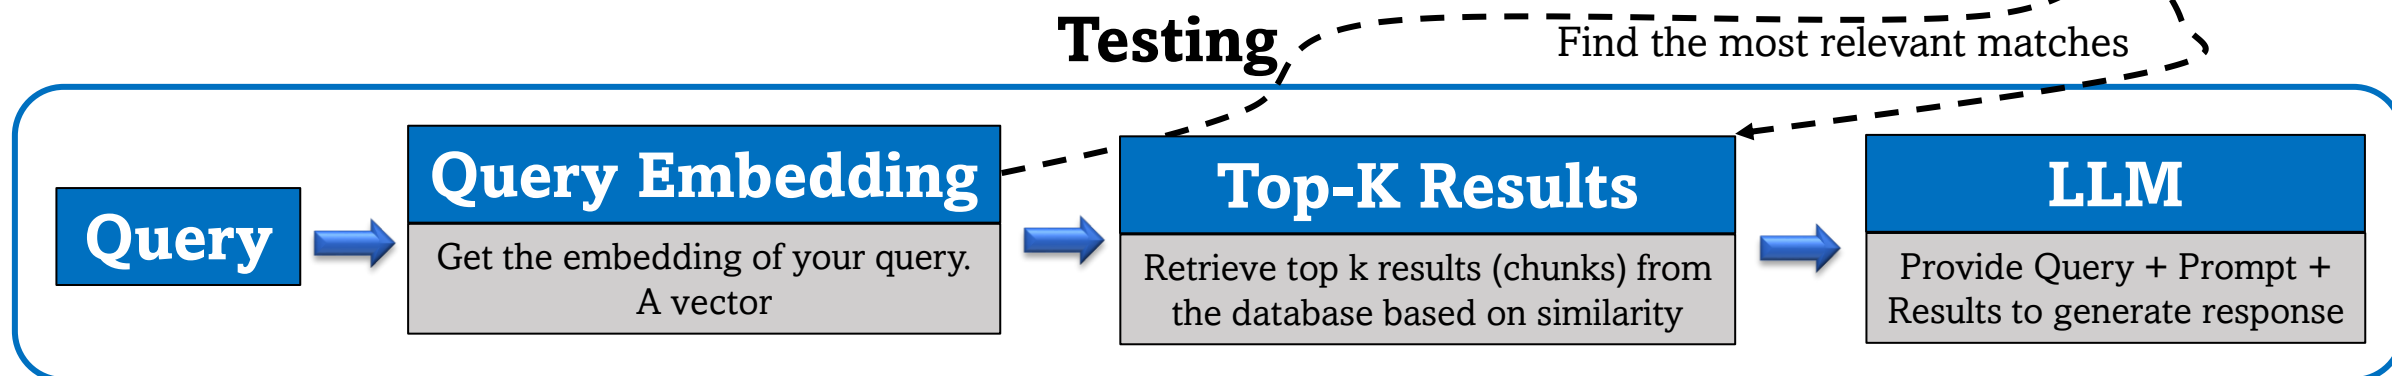 Testing
Find the most relevant matches
Query
Query Embedding
Get the embedding of your query.
A vector
Top-K Results
Retrieve top k results (chunks) from
the database based on similarity
LLM
Provide Query + Prompt +
Results to generate response